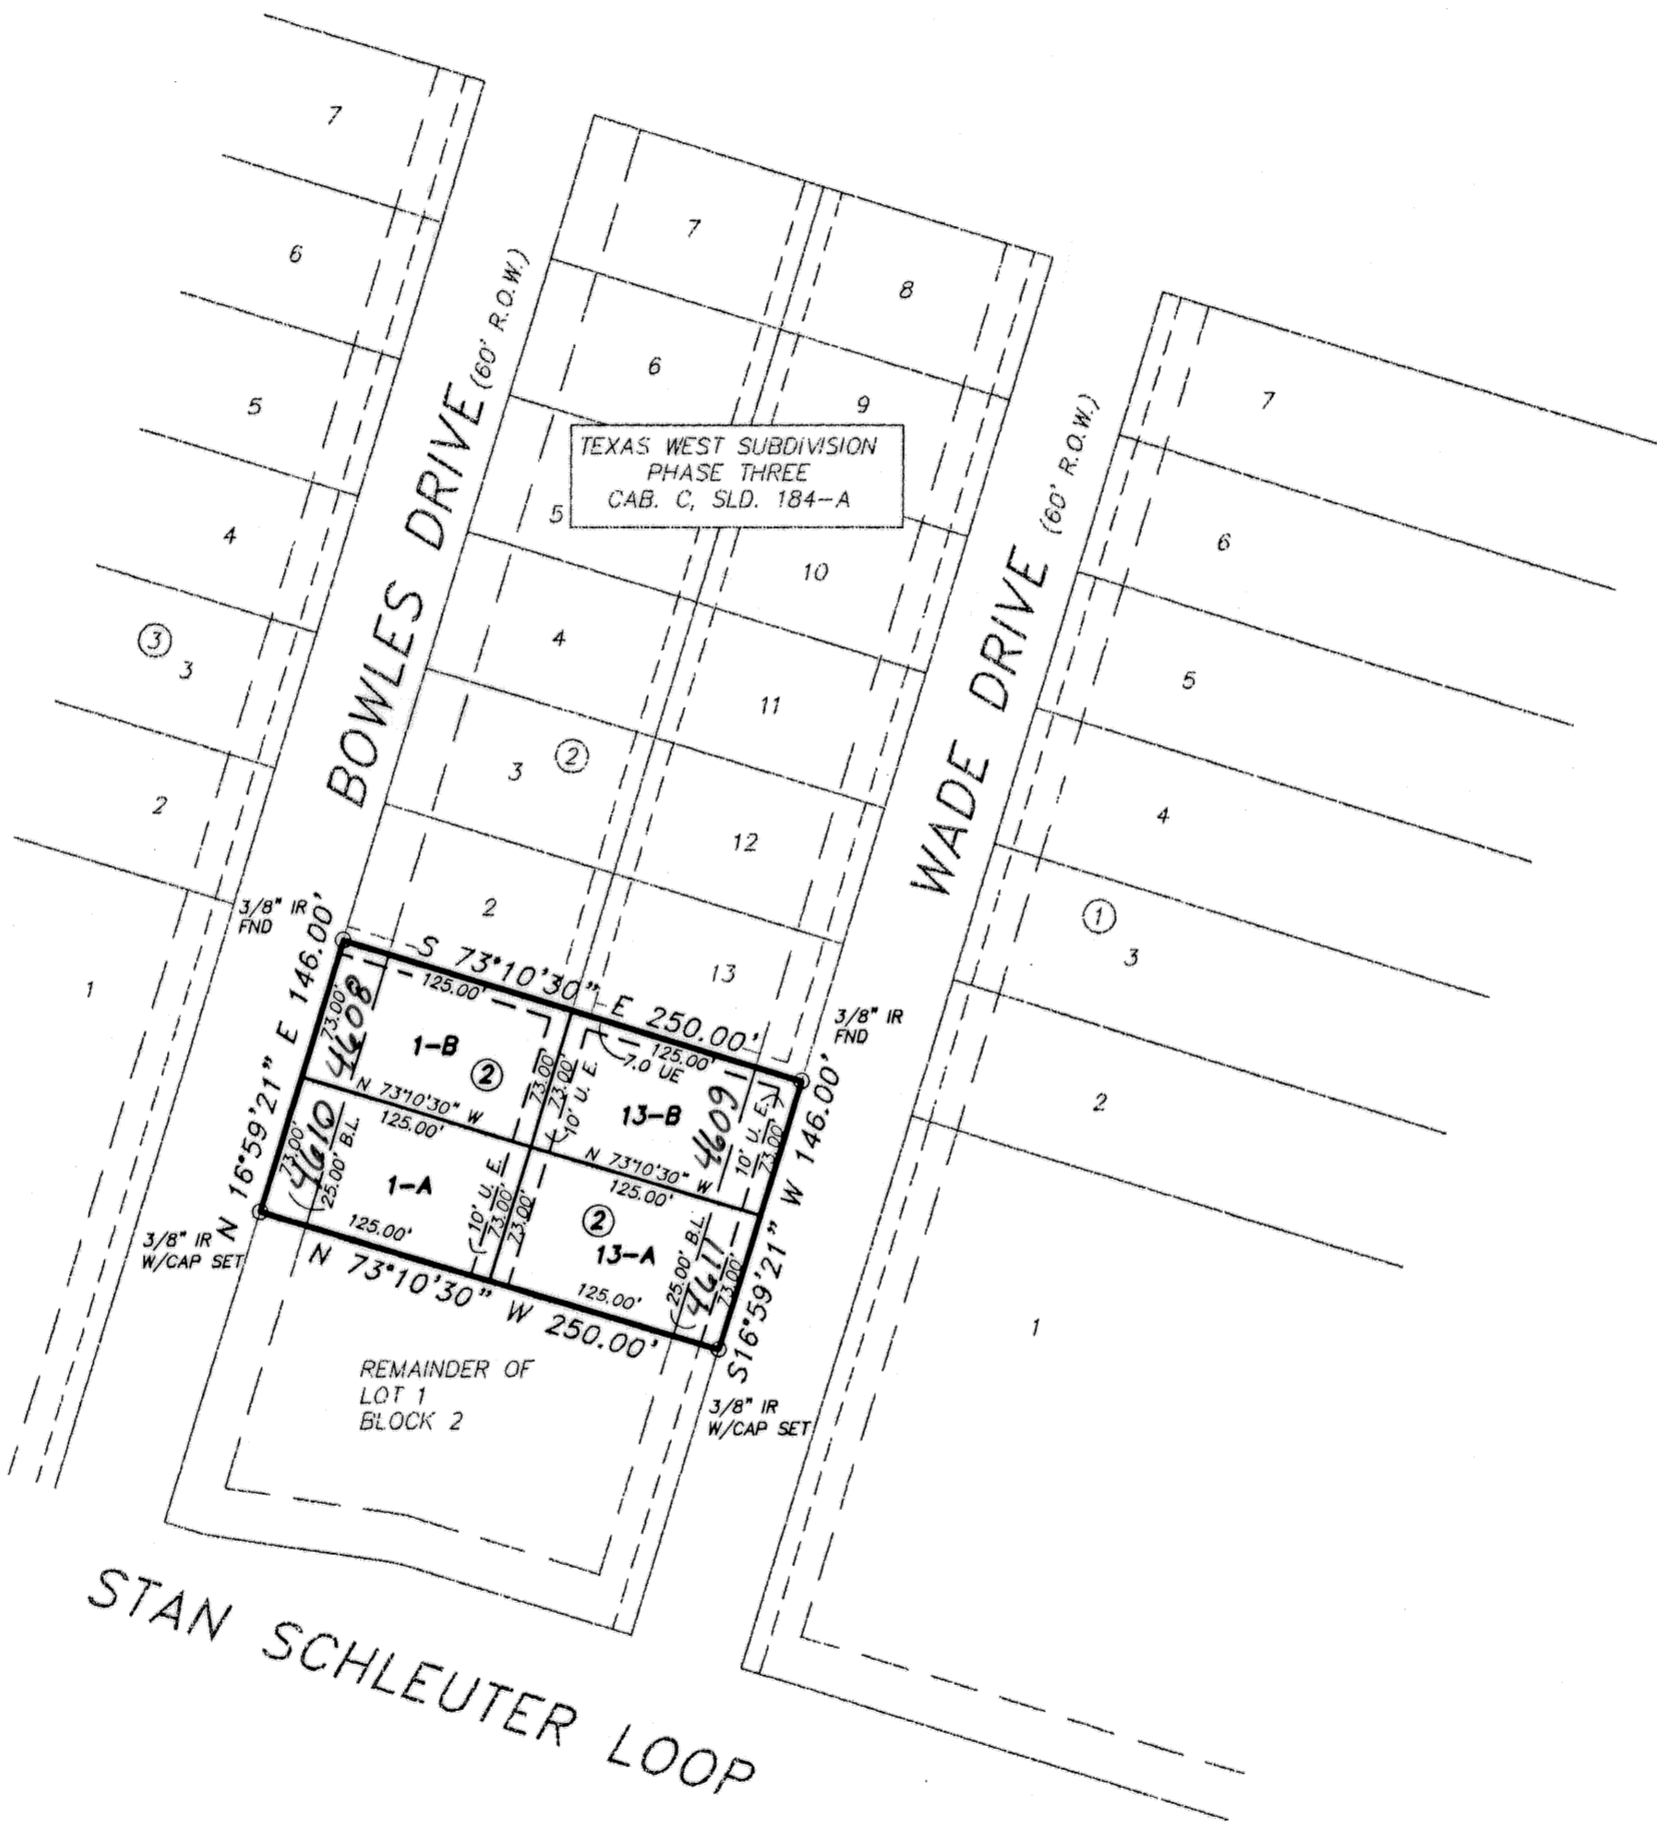 7
6
5
4
3
3
2
1
BOWLES DRIVE (60' R.O.W.)
7
8
6
9
TEXAS WEST SUBDIVISION
PHASE THREE
CAB. C, SLD. 184-A
5
10
4
11
3
2
12
2
13
WADE DRIVE (60' R.O.W.)
7
6
5
4
1
3
2
1
3/8" IR
FND
N 16°59'21" E 146.00'
S 73°10'30" E 250.00'
125.00'
125.00'
7.0 UE
3/8" IR
FND
73.00'
4608
1-B
2
73.00'
73.00'
10' U. E.
13-B
4609
10' U. E.
73.00'
N 73°10'30" W
125.00'
N 73°10'30" W
125.00'
73.00'
4610
25.00' B.L.
1-A
125.00'
10' U. E.
73.00'
73.00'
2
13-A
125.00'
25.00' B.L.
4611
73.00'
S16°59'21" W 146.00'
3/8" IR
W/CAP SET
N 73°10'30" W 250.00'
3/8" IR
W/CAP SET
REMAINDER OF
LOT 1
BLOCK 2
STAN SCHLEUTER LOOP